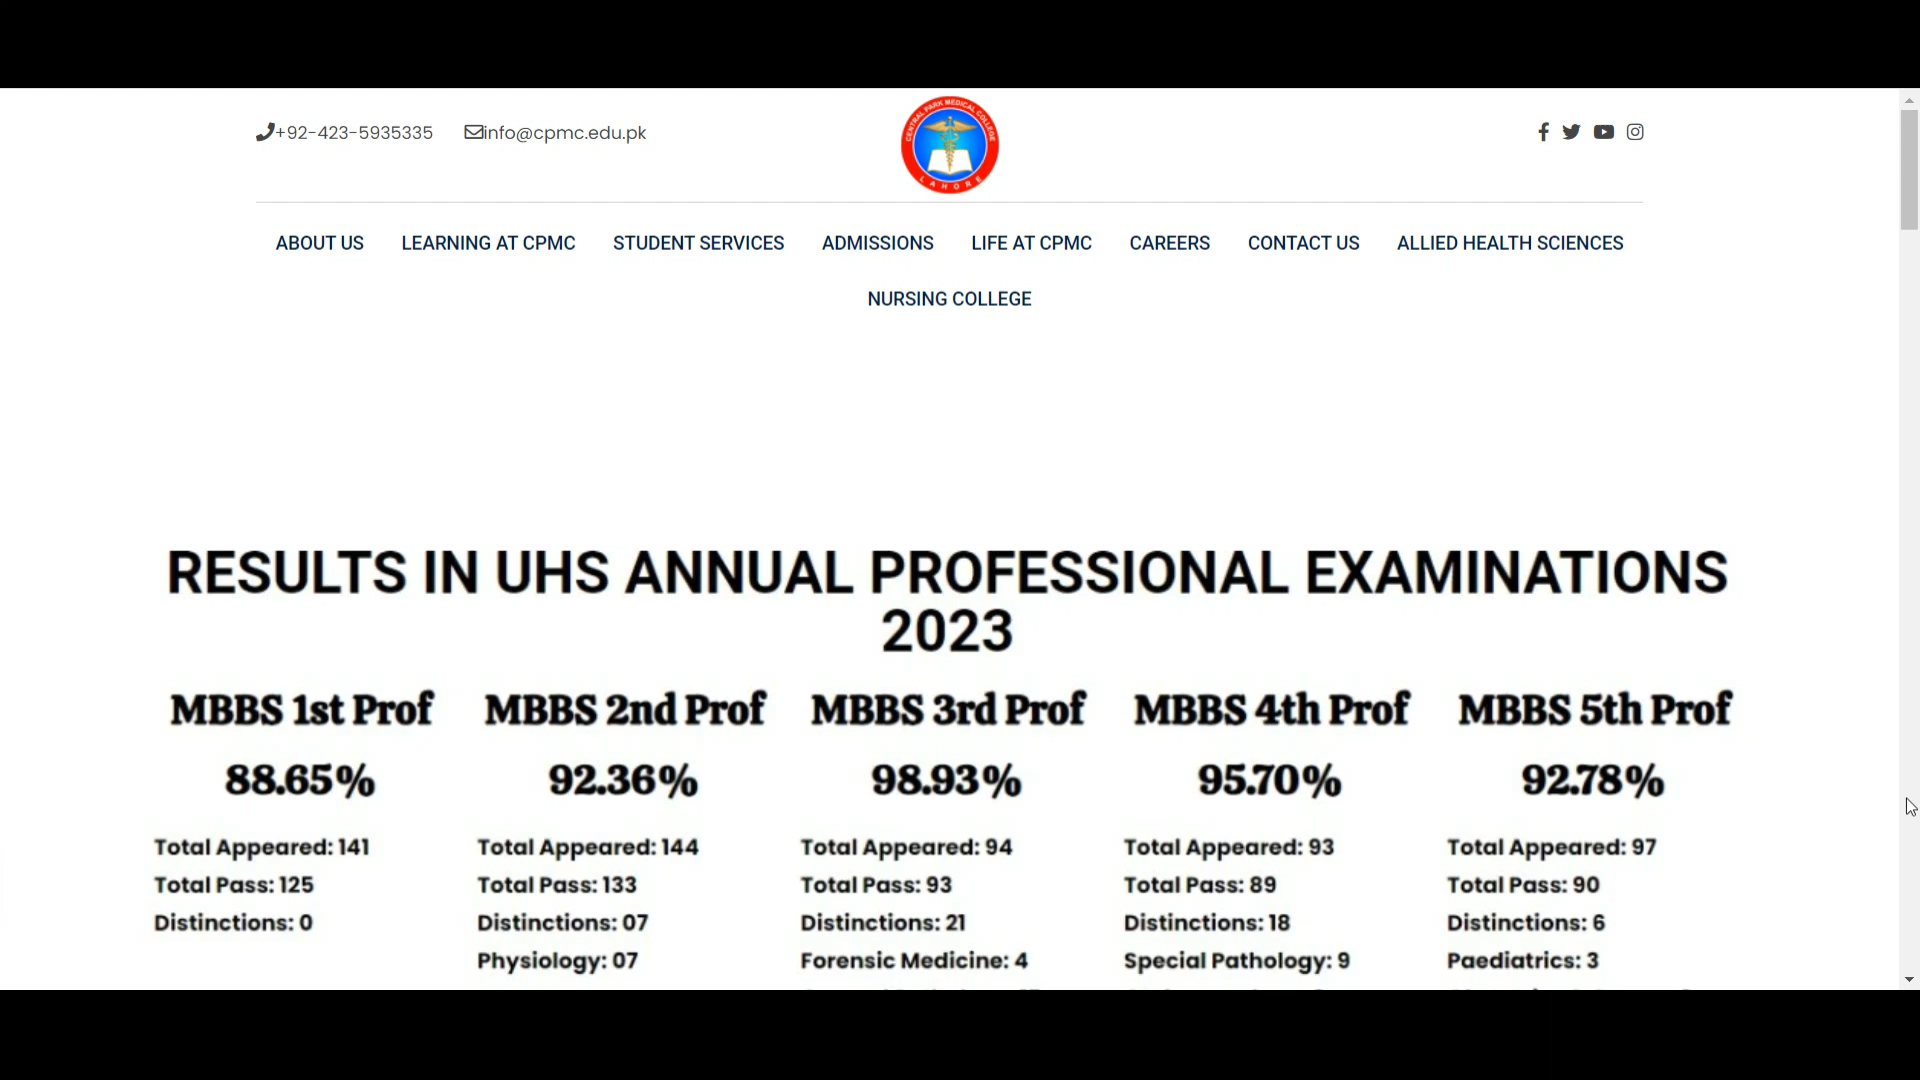 +92-423-5935335 info@cpmc.edu.pk
CENTRAL PARK MEDICAL COLLEGE
LAHORE
ABOUT US LEARNING AT CPMC STUDENT SERVICES ADMISSIONS LIFE AT CPMC CAREERS CONTACT US ALLIED HEALTH SCIENCES
NURSING COLLEGE
RESULTS IN UHS ANNUAL PROFESSIONAL EXAMINATIONS
2023
MBBS 1st Prof MBBS 2nd Prof MBBS 3rd Prof MBBS 4th Prof MBBS 5th Prof
88.65% 92.36% 98.93% 95.70% 92.78%
Total Appeared: 141 Total Appeared: 144 Total Appeared: 94 Total Appeared: 93 Total Appeared: 97
Total Pass: 125 Total Pass: 133 Total Pass: 93 Total Pass: 89 Total Pass: 90
Distinctions: 0 Distinctions: 07 Distinctions: 21 Distinctions: 18 Distinctions: 6
Physiology: 07 Forensic Medicine: 4 Special Pathology: 9 Paediatrics: 3